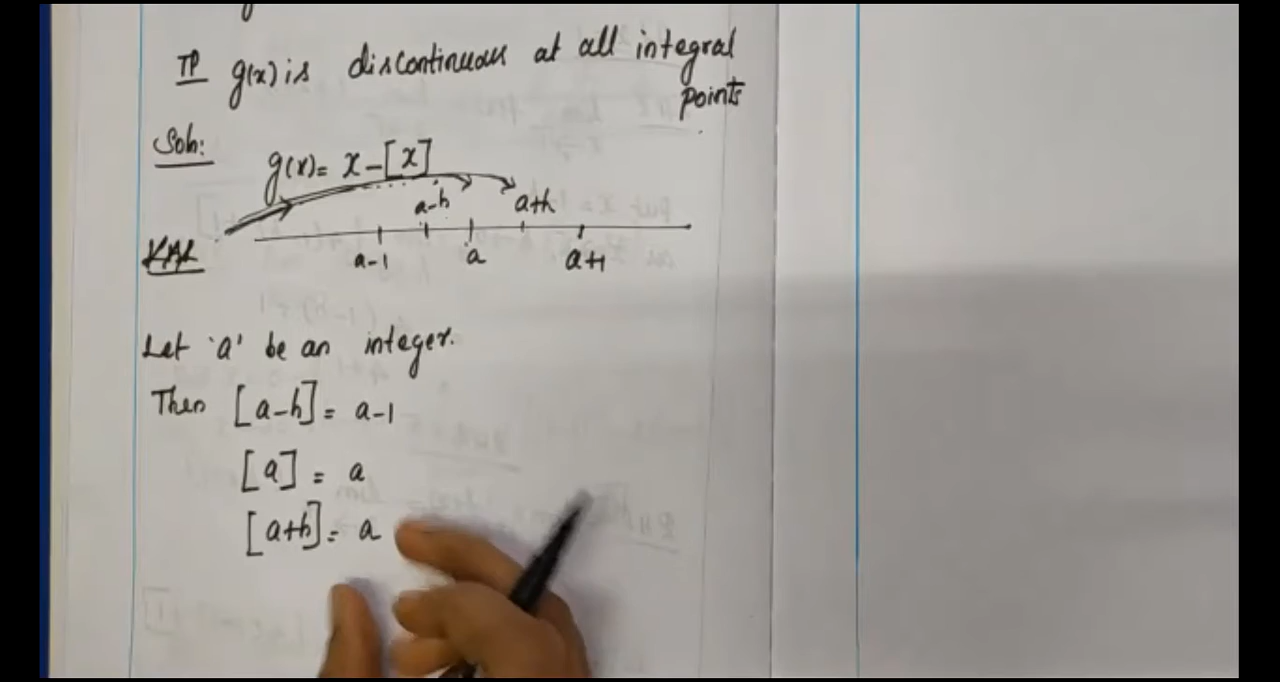 TP g(x) is discontinuous at all integral
points
Soln:
g(x)= x-[x]
a-h a+h
a-1 a a+1
Let 'a' be an integer.
Then [a-h] = a-1
[a] = a
[a+h] = a